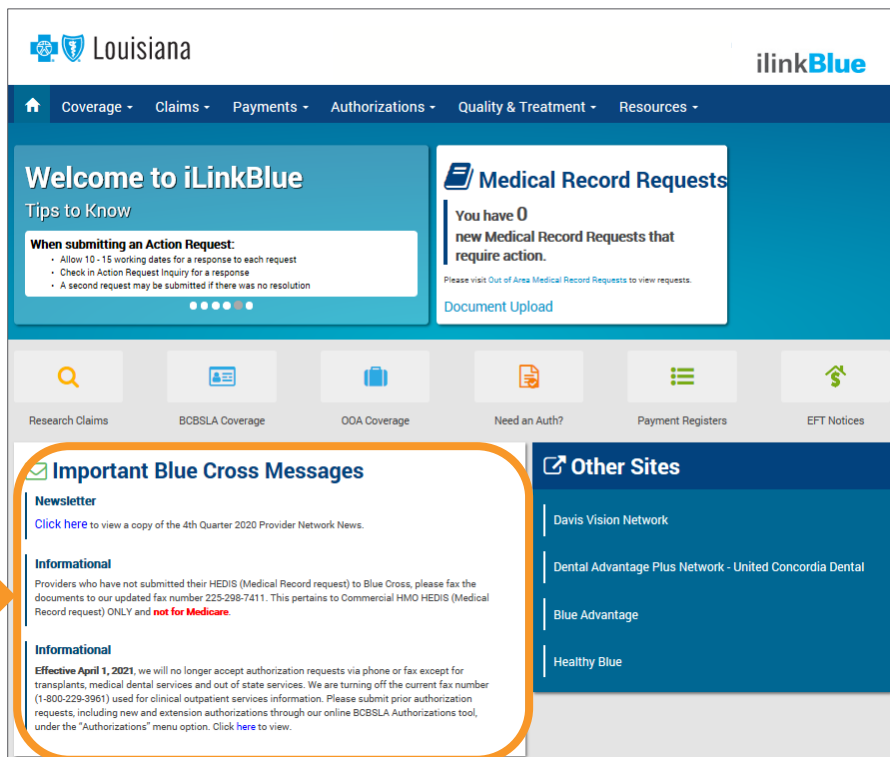 Louisiana
ilinkBlue
Coverage
Claims
Payments
Authorizations
Quality & Treatment
Resources
Welcome to iLinkBlue
Tips to Know
When submitting an Action Request:
Allow 10 - 15 working dates for a response to each request
Check in Action Request Inquiry for a response
A second request may be submitted if there was no resolution
Medical Record Requests
You have 0
new Medical Record Requests that
require action.
Please visit Out of Area Medical Record Requests to view requests.
Document Upload
Research Claims
BCBSLA Coverage
OOA Coverage
Need an Auth?
Payment Registers
EFT Notices
Important Blue Cross Messages
Newsletter
Click here to view a copy of the 4th Quarter 2020 Provider Network News.
Informational
Providers who have not submitted their HEDIS (Medical Record request) to Blue Cross, please fax the
documents to our updated fax number 225-298-7411. This pertains to Commercial HMO HEDIS (Medical
Record request) ONLY and not for Medicare.
Informational
Effective April 1, 2021, we will no longer accept authorization requests via phone or fax except for
transplants, medical dental services and out of state services. We are turning off the current fax number
(1-800-229-3961) used for clinical outpatient services information. Please submit prior authorization
requests, including new and extension authorizations through our online BCBSLA Authorizations tool,
under the “Authorizations” menu option. Click here to view.
Other Sites
Davis Vision Network
Dental Advantage Plus Network - United Concordia Dental
Blue Advantage
Healthy Blue